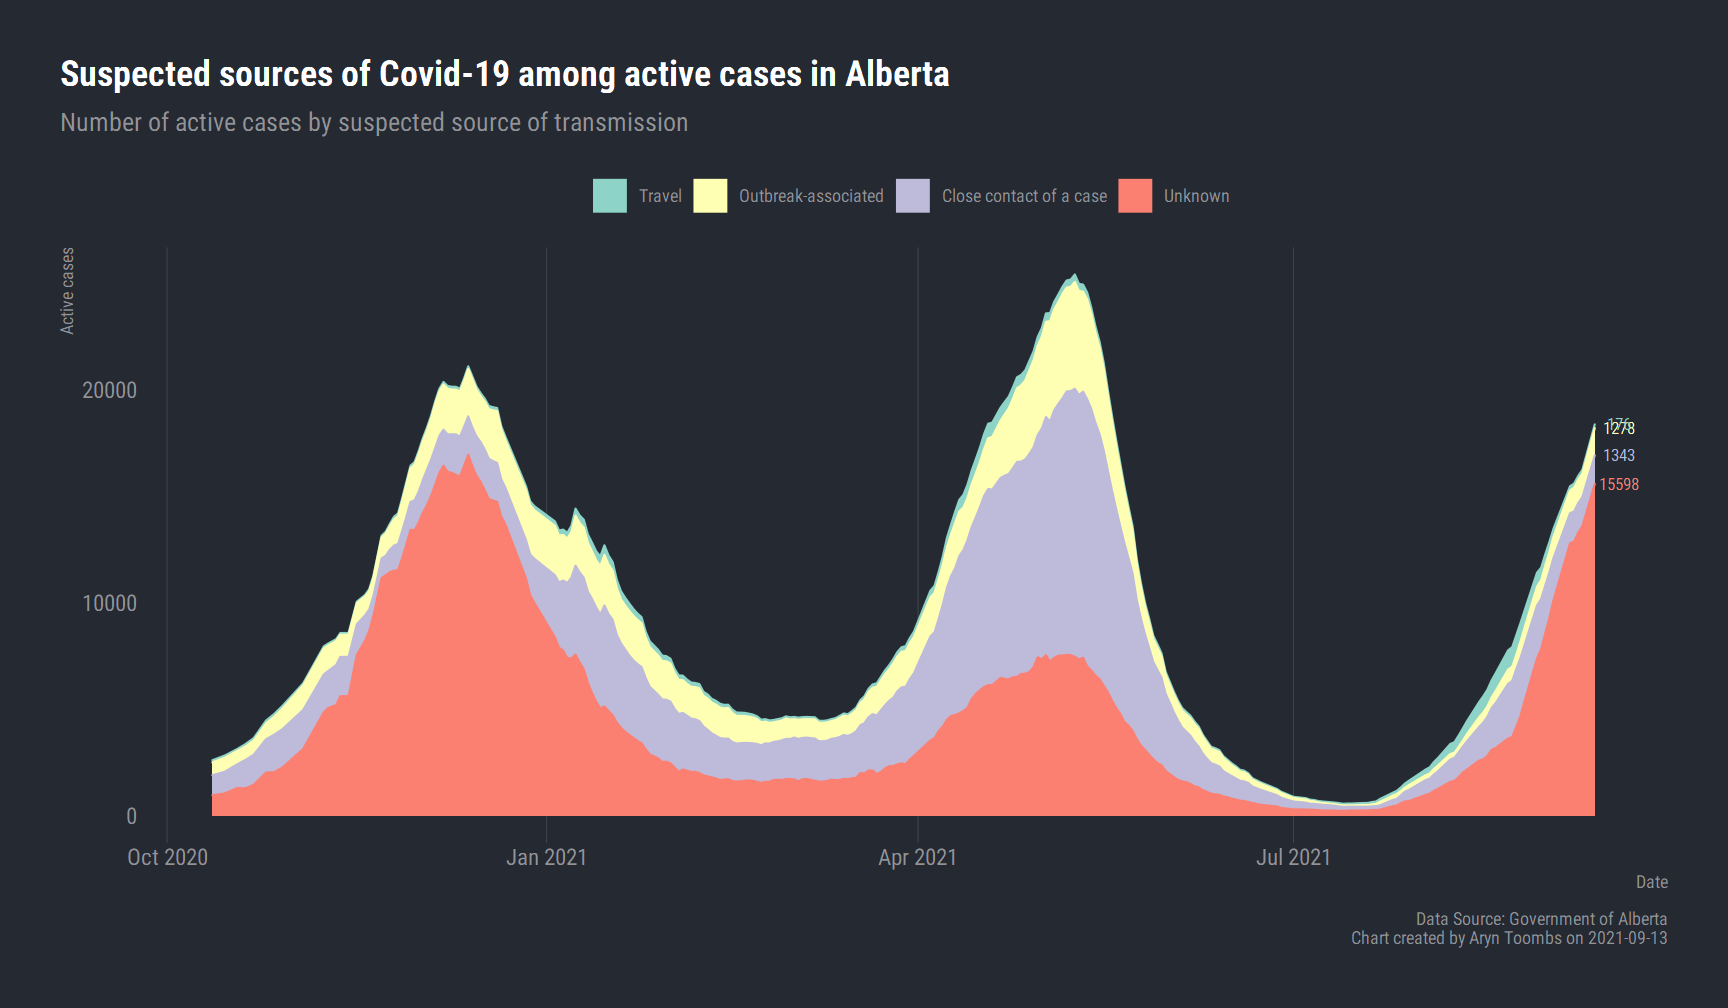 Suspected sources of Covid-19 among active cases in Alberta
Number of active cases by suspected source of transmission
Travel
Outbreak-associated
Close contact of a case
Unknown
Active cases
20000
10000
0
176
1278
1343
15598
Oct 2020
Jan 2021
Apr 2021
Jul 2021
Date
Data Source: Government of Alberta
Chart created by Aryn Toombs on 2021-09-13